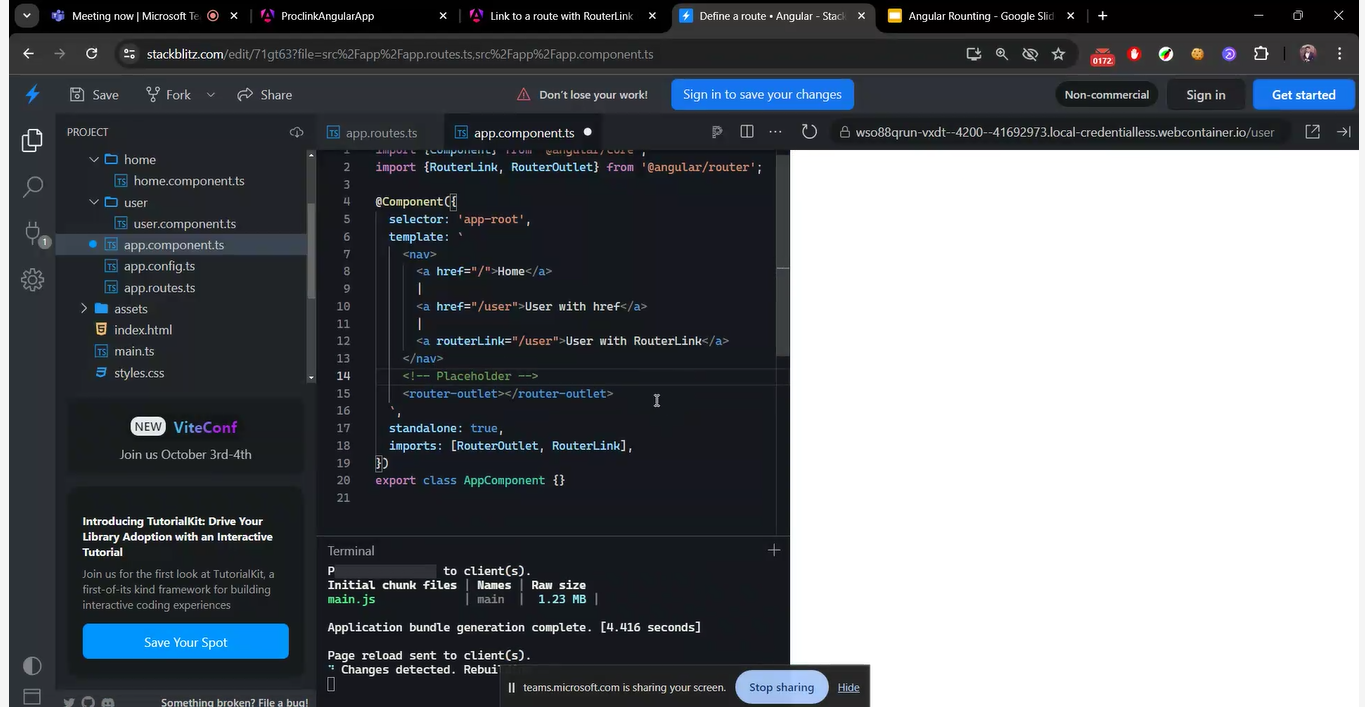 Meeting now | Microsoft Te
ProclinkAngularApp
Link to a route with RouterLink
Define a route • Angular - Stack
Angular Rounting - Google Slid
stackblitz.com/edit/71gt63?file=src%2Fapp%2Fapp.routes.ts,src%2Fapp%2Fapp.component.ts
0172.
Save
Fork
Share
Don't lose your work!
Sign in to save your changes
Non-commercial
Sign in
Get started
PROJECT
home
home.component.ts
user
user.component.ts
app.component.ts
app.config.ts
app.routes.ts
assets
index.html
main.ts
styles.css
1
NEW ViteConf
Join us October 3rd-4th
Introducing TutorialKit: Drive Your
Library Adoption with an Interactive
Tutorial
Join us for the first look at TutorialKit, a
first-of-its kind framework for building
interactive coding experiences
Save Your Spot
Something broken? File a bug!
app.routes.ts
app.component.ts
wso88qrun-vxdt--4200--41692973.local-credentialless.webcontainer.io/user
1 import {Component} from '@angular/core';
2 import {RouterLink, RouterOutlet} from '@angular/router';
3
4 @Component({
5 selector: 'app-root',
6 template: `
7 <nav>
8 <a href="/">Home</a>
9 |
10 <a href="/user">User with href</a>
11 |
12 <a routerLink="/user">User with RouterLink</a>
13 </nav>
14 <!-- Placeholder -->
15 <router-outlet></router-outlet>
16 `,
17 standalone: true,
18 imports: [RouterOutlet, RouterLink],
19 })
20 export class AppComponent {}
21
Terminal
P to client(s).
Initial chunk files | Names | Raw size
main.js | main | 1.23 MB |
Application bundle generation complete. [4.416 seconds]
Page reload sent to client(s).
Changes detected. Rebui
teams.microsoft.com is sharing your screen.
Stop sharing
Hide